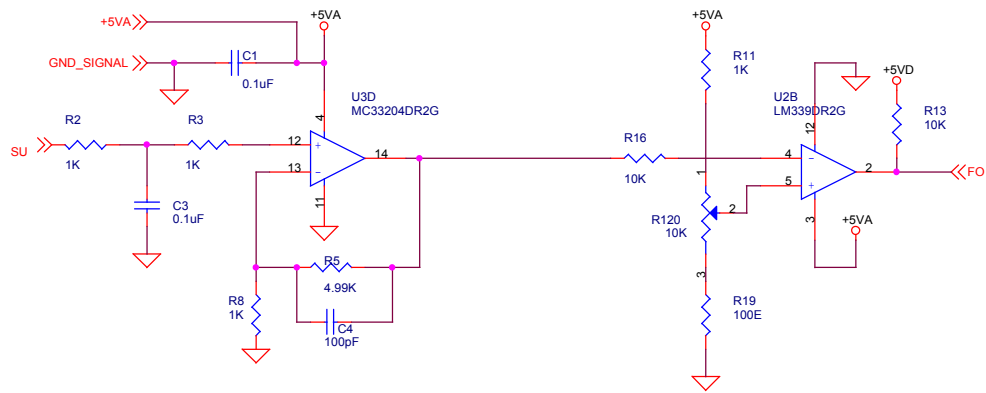 +5VA
GND_SIGNAL
C1
0.1uF
+5VA
4
U3D
MC33204DR2G
R2
1K
SU
R3
1K
12
13
+
-
14
11
C3
0.1uF
R5
4.99K
R8
1K
C4
100pF
+5VA
R11
1K
R16
10K
1
R120
10K
2
3
R19
100E
U2B
LM339DR2G
12
4
5
-
+
2
3
+5VA
+5VD
R13
10K
FO